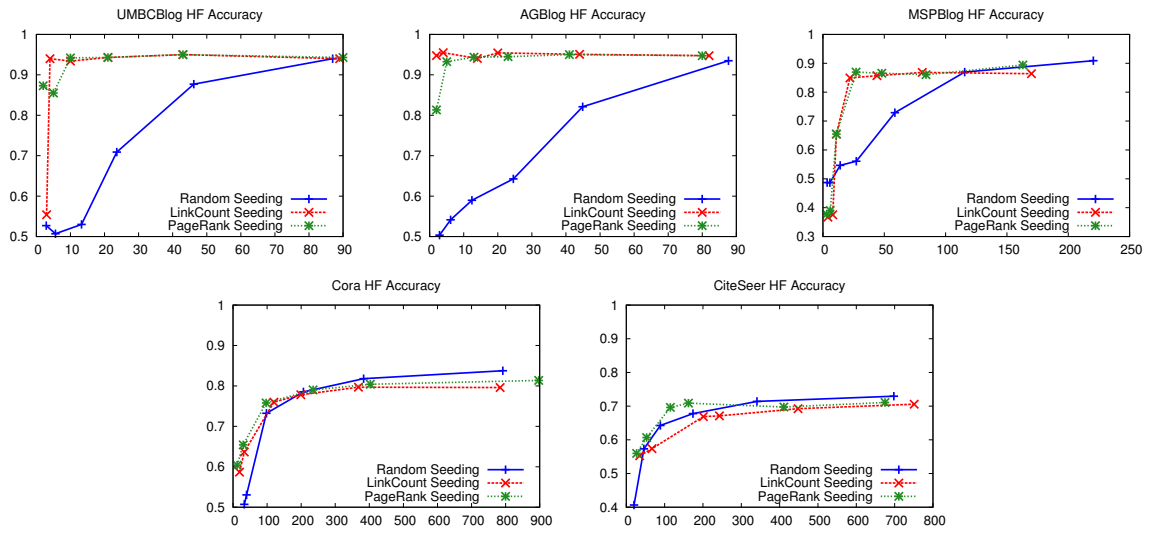 UMBCBlog HF Accuracy
1
0.9
0.8
0.7
0.6
0.5
Random Seeding
LinkCount Seeding
PageRank Seeding
0 10 20 30 40 50 60 70 80 90
AGBlog HF Accuracy
1
0.9
0.8
0.7
0.6
0.5
Random Seeding
LinkCount Seeding
PageRank Seeding
0 10 20 30 40 50 60 70 80 90
MSPBlog HF Accuracy
1
0.9
0.8
0.7
0.6
0.5
0.4
0.3
Random Seeding
LinkCount Seeding
PageRank Seeding
0 50 100 150 200 250
Cora HF Accuracy
1
0.9
0.8
0.7
0.6
0.5
Random Seeding
LinkCount Seeding
PageRank Seeding
0 100 200 300 400 500 600 700 800 900
CiteSeer HF Accuracy
1
0.9
0.8
0.7
0.6
0.5
0.4
Random Seeding
LinkCount Seeding
PageRank Seeding
0 100 200 300 400 500 600 700 800